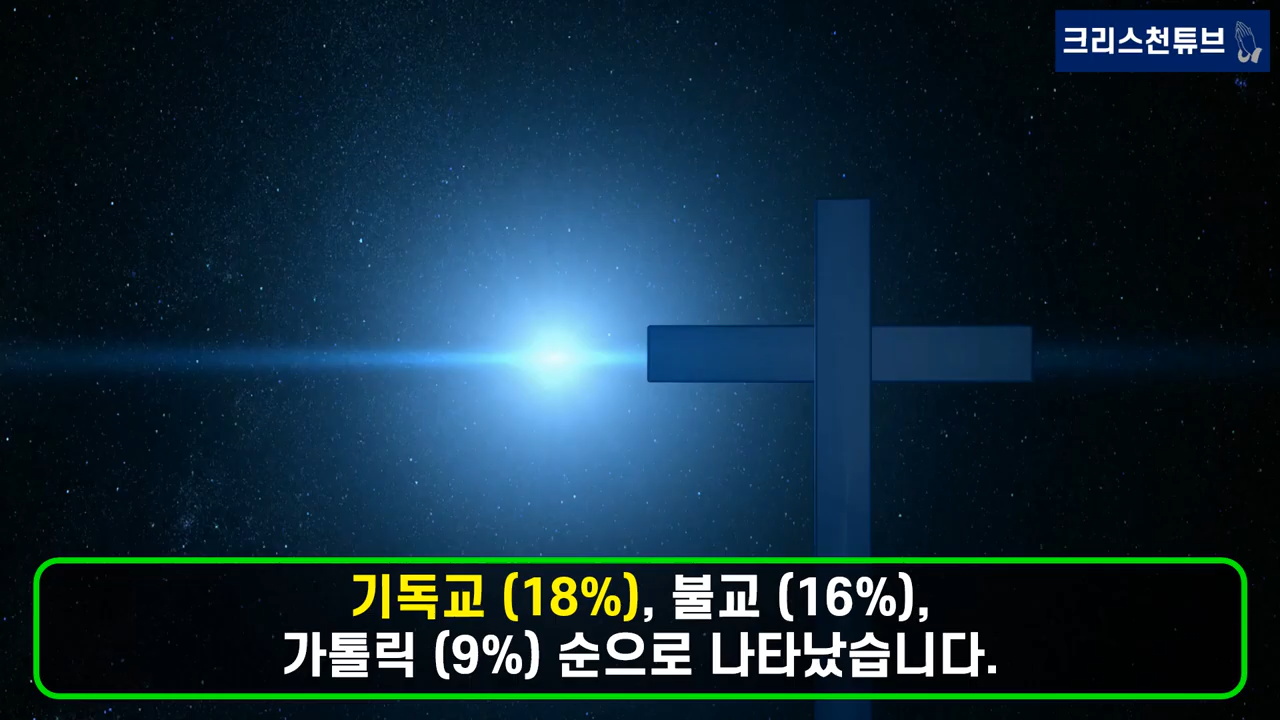 크리스천튜브
기독교 (18%), 불교 (16%),
가톨릭 (9%) 순으로 나타났습니다.